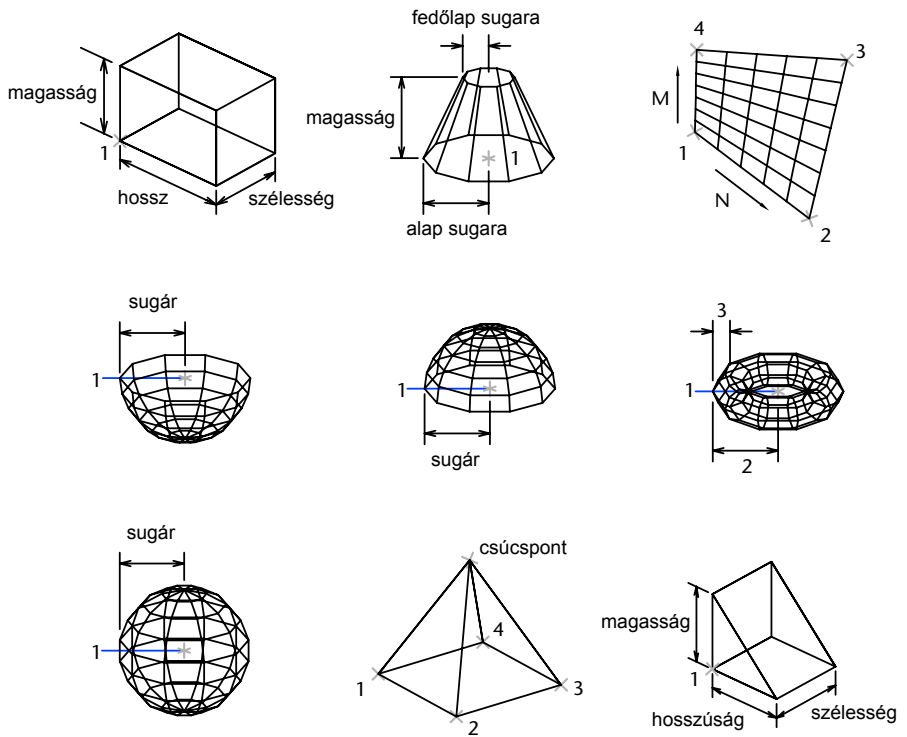 magasság
1
hossz
szélesség
fedőlap sugara
magasság
1
alap sugara
4
3
M
1
N
2
sugár
1
1
sugár
3
1
2
sugár
1
csúcspont
4
1
3
2
magasság
1
hosszúság
szélesség